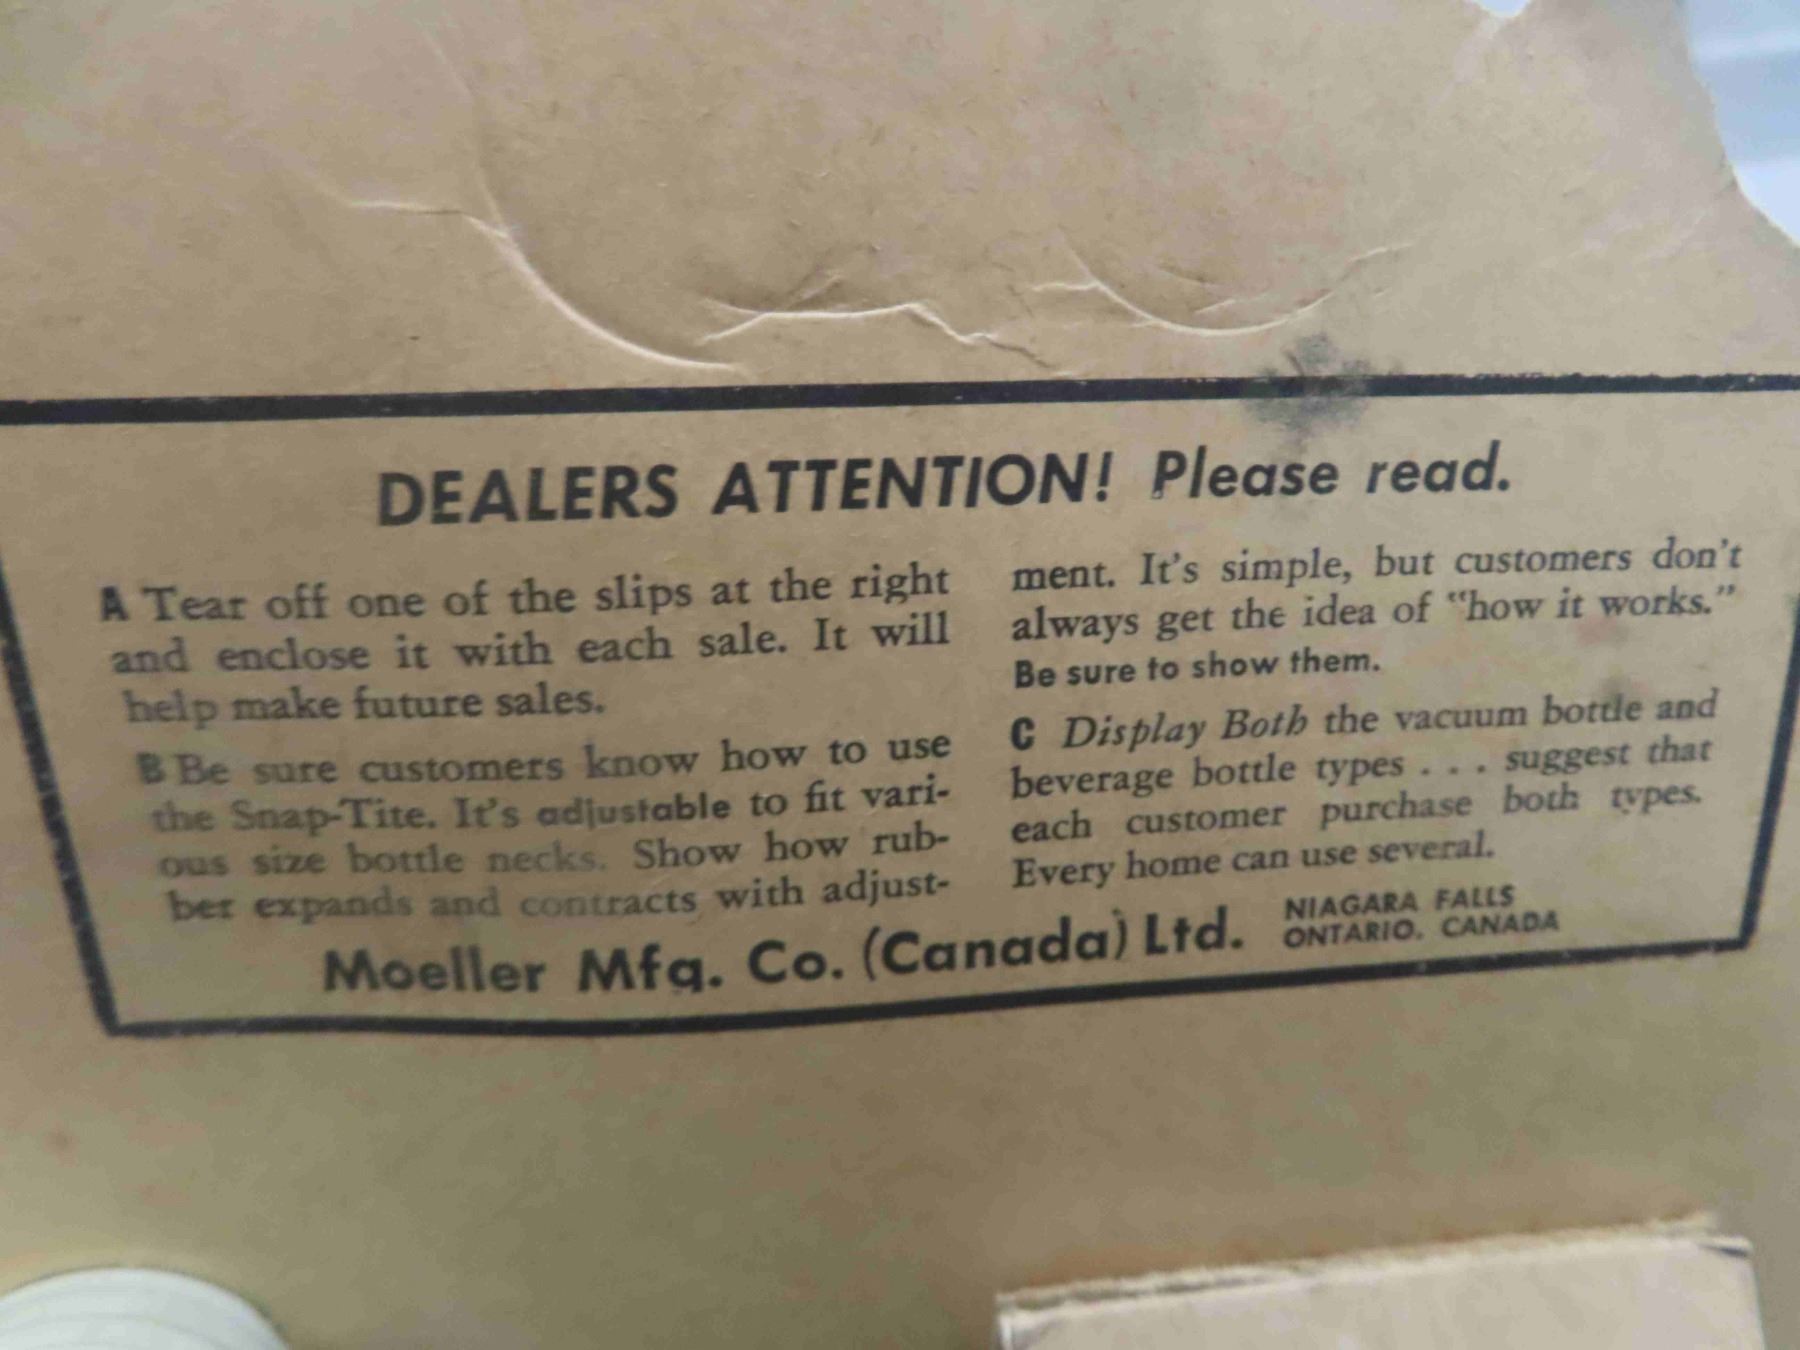 DEALERS ATTENTION! Please read.
A Tear off one of the slips at the right
and enclose it with each sale. It will
help make future sales.
B Be sure customers know how to use
the Snap-Tite. It's adjustable to fit vari-
ous size bottle necks. Show how rub-
ber expands and contracts with adjust-
ment. It's simple, but customers don't
always get the idea of "how it works."
Be sure to show them.
C Display Both the vacuum bottle and
beverage bottle types . . . suggest that
each customer purchase both types.
Every home can use several.
Moeller Mfg. Co. (Canada) Ltd.
NIAGARA FALLS
ONTARIO. CANADA